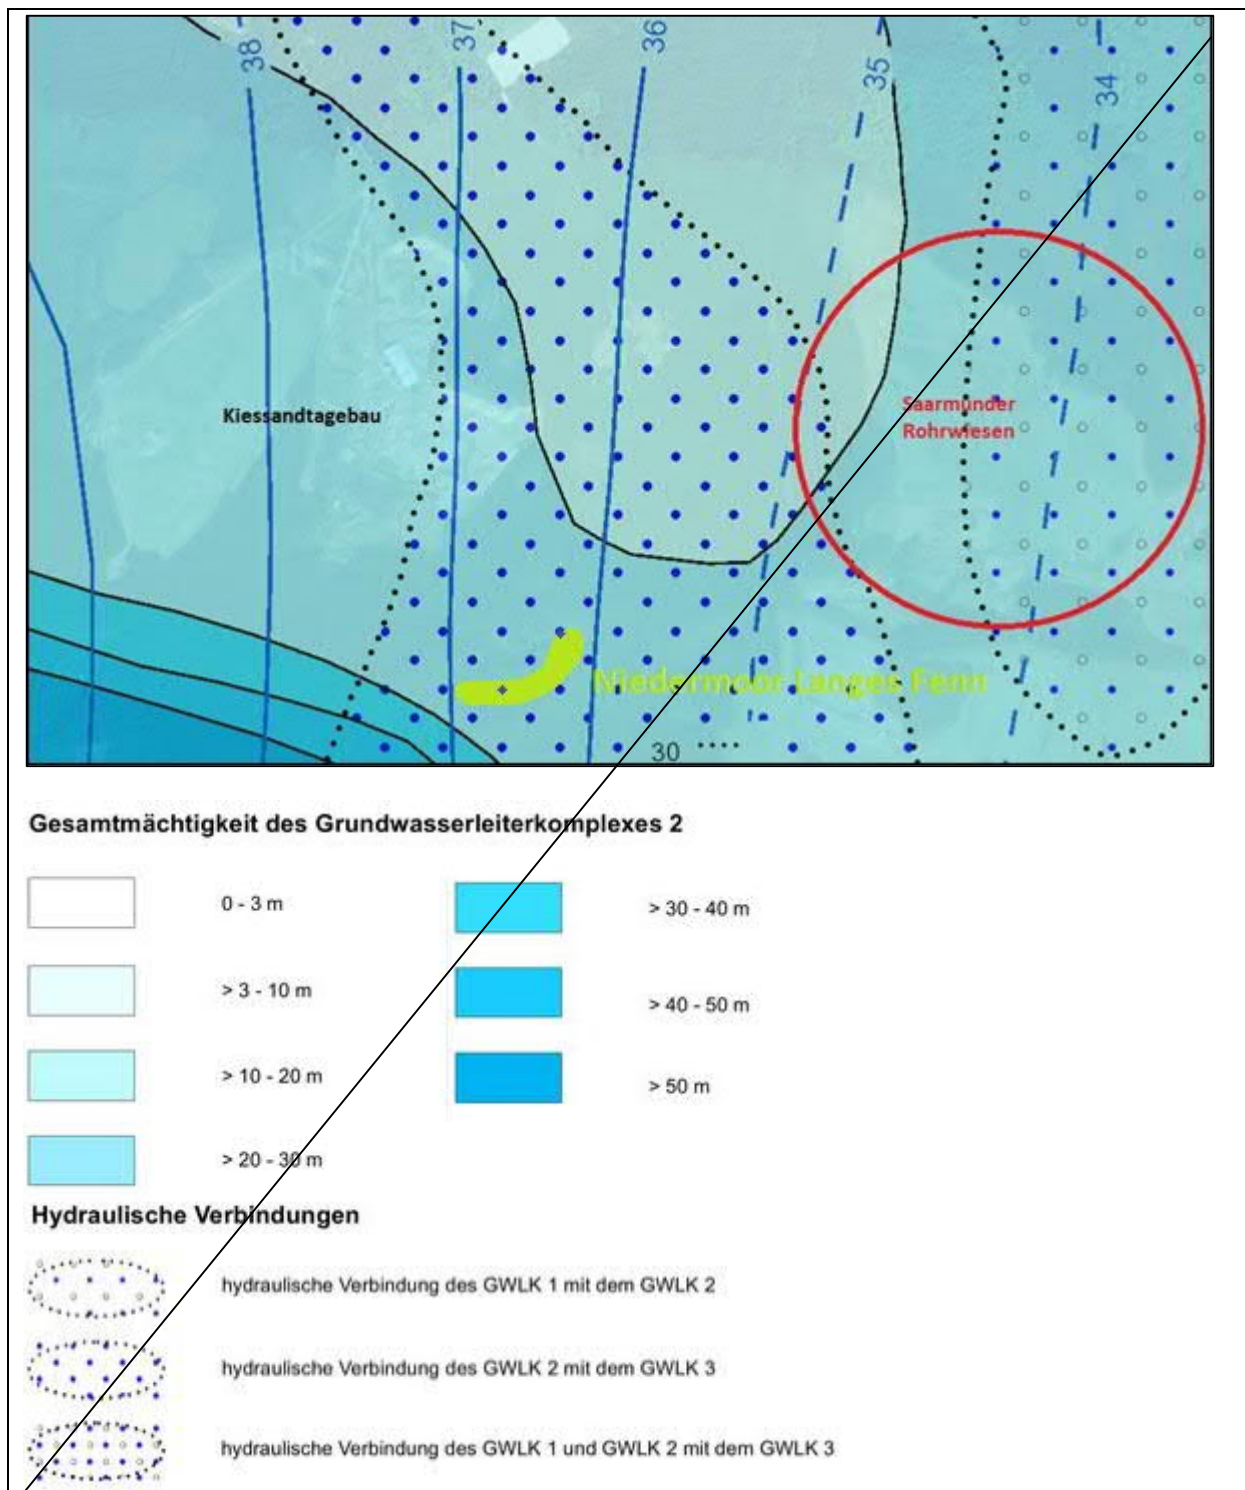 38
37
36
35
34
Kiessandtagebau
Saarmunder
Rohrwiesen
Niedermoor Langes Fenn
30
Gesamtmächtigkeit des Grundwasserleiterkomplexes 2
0 - 3 m
> 30 - 40 m
> 3 - 10 m
> 40 - 50 m
> 10 - 20 m
> 50 m
> 20 - 30 m
Hydraulische Verbindungen
hydraulische Verbindung des GWLK 1 mit dem GWLK 2
hydraulische Verbindung des GWLK 2 mit dem GWLK 3
hydraulische Verbindung des GWLK 1 und GWLK 2 mit dem GWLK 3